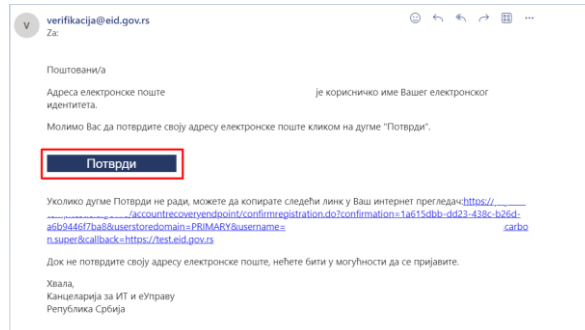 V
verifikacija@eid.gov.rs
Za:
Поштовани/а
Адреса електронске поште је корисничко име Вашег електронског
идентитета.
Молимо Вас да потврдите своју адресу електронске поште кликом на дугме "Потврди".
Потврди
Уколико дугме Потврди не ради, можете да копирате следећи линк у Ваш интернет прегледач:https://
/accountrecoveryendpoint/confirmregistration.do?confirmation=1a615dbb-dd23-438c-b26d-
a6b9446f7ba8&userstoredomain=PRIMARY&username= carbo
n.super&callback=https://test.eid.gov.rs
Док не потврдите своју адресу електронске поште, нећете бити у могућности да се пријавите.
Хвала,
Канцеларија за ИТ и еУправу
Република Србија